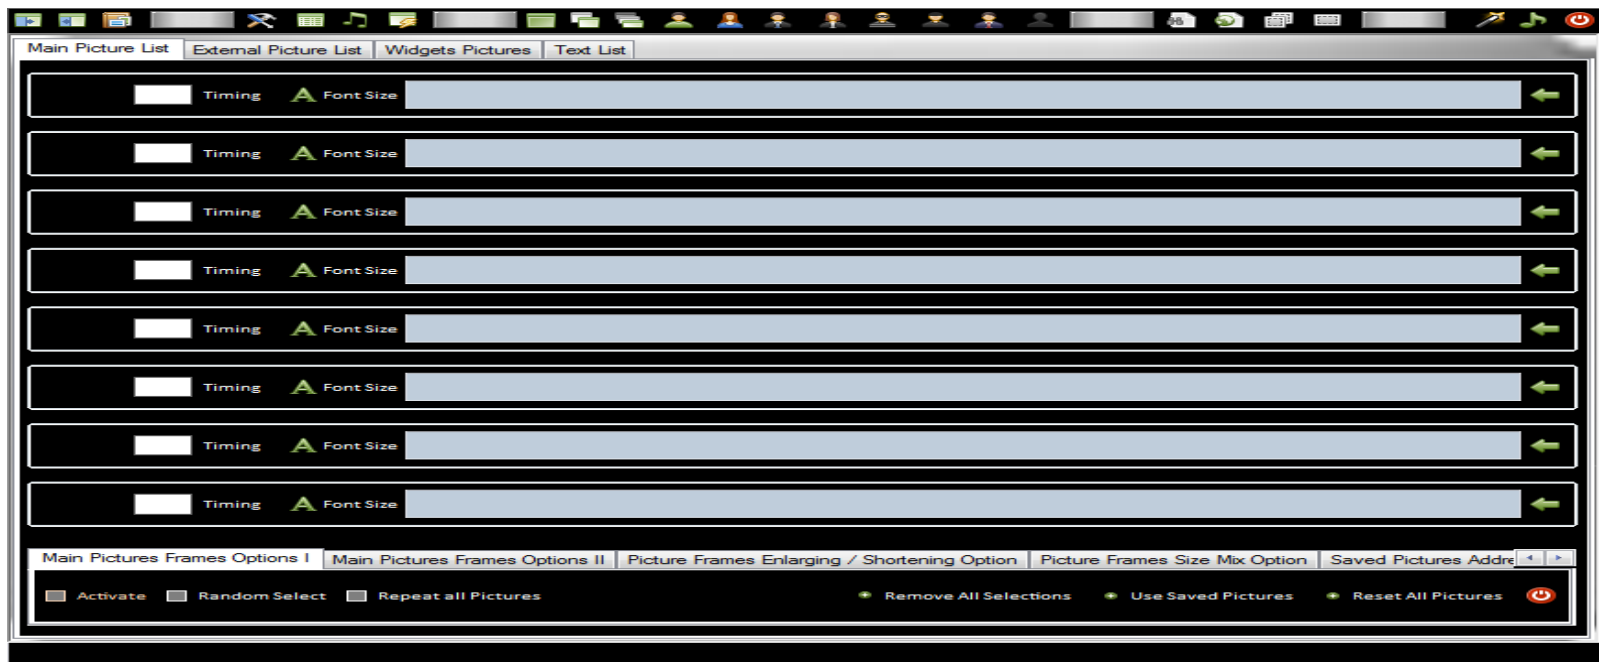 Main Picture List External Picture List Widgets Pictures Text List
Timing A Font Size
Timing A Font Size
Timing A Font Size
Timing A Font Size
Timing A Font Size
Timing A Font Size
Timing A Font Size
Timing A Font Size
Main Pictures Frames Options I Main Pictures Frames Options II Picture Frames Enlarging / Shortening Option Picture Frames Size Mix Option Saved Pictures Addre
Activate Random Select Repeat all Pictures Remove All Selections Use Saved Pictures Reset All Pictures